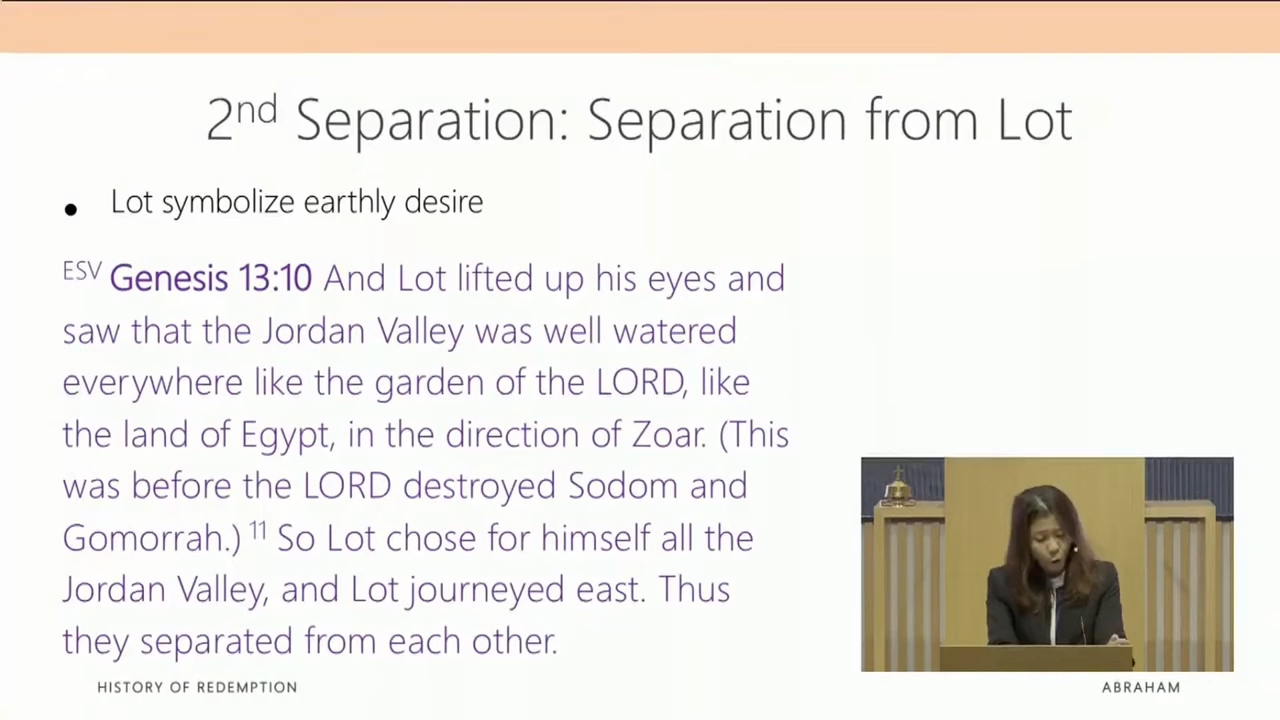 2nd Separation: Separation from Lot
• Lot symbolize earthly desire
ESV Genesis 13:10 And Lot lifted up his eyes and
saw that the Jordan Valley was well watered
everywhere like the garden of the LORD, like
the land of Egypt, in the direction of Zoar. (This
was before the LORD destroyed Sodom and
Gomorrah.) 11 So Lot chose for himself all the
Jordan Valley, and Lot journeyed east. Thus
they separated from each other.
HISTORY OF REDEMPTION
ABRAHAM